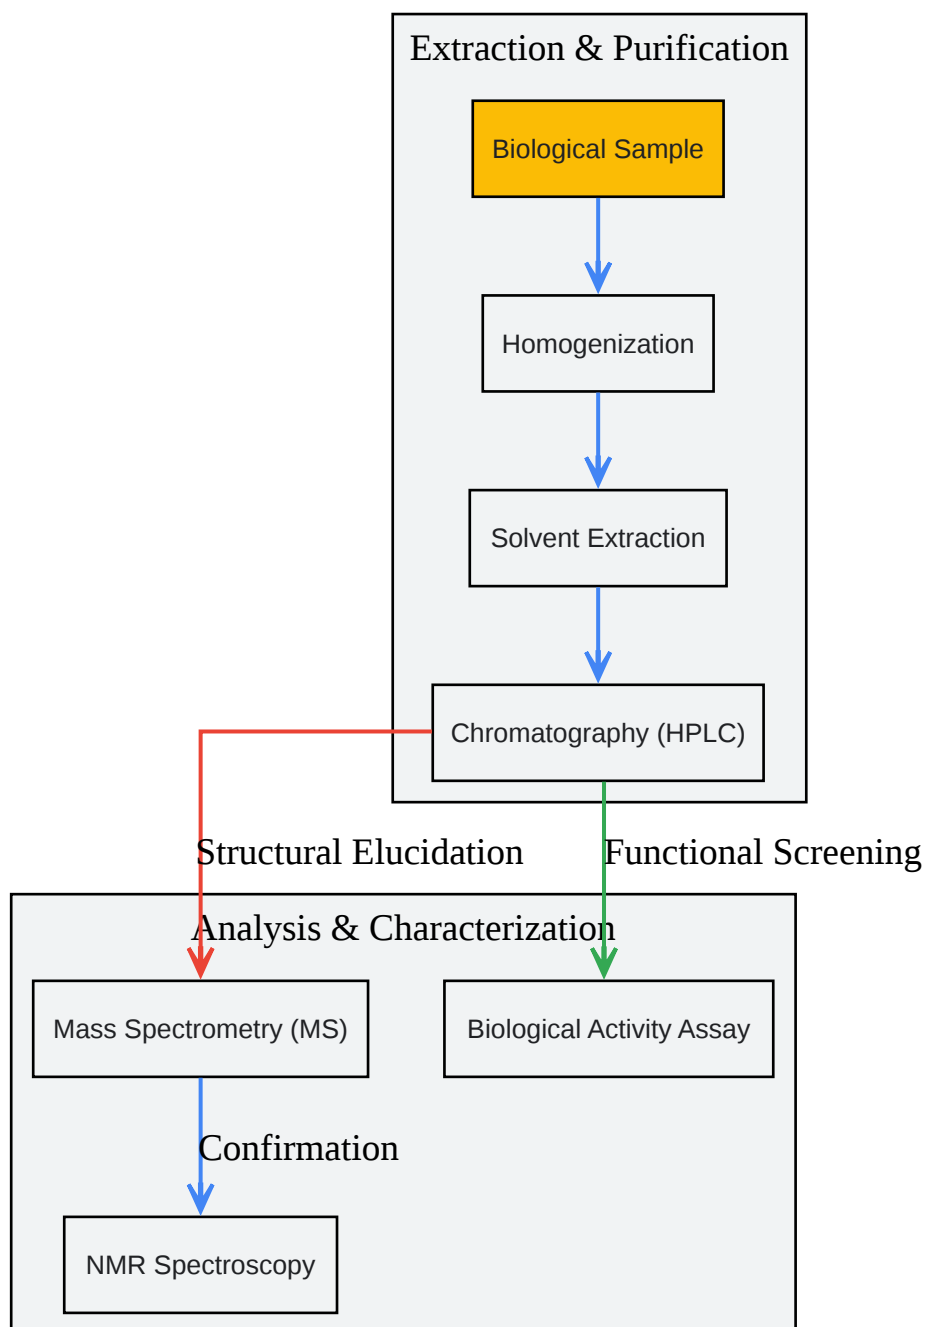 Extraction & Purification
Biological Sample
Homogenization
Solvent Extraction
Chromatography (HPLC)
Structural Elucidation
Functional Screening
Analysis & Characterization
Mass Spectrometry (MS)
Biological Activity Assay
Confirmation
NMR Spectroscopy